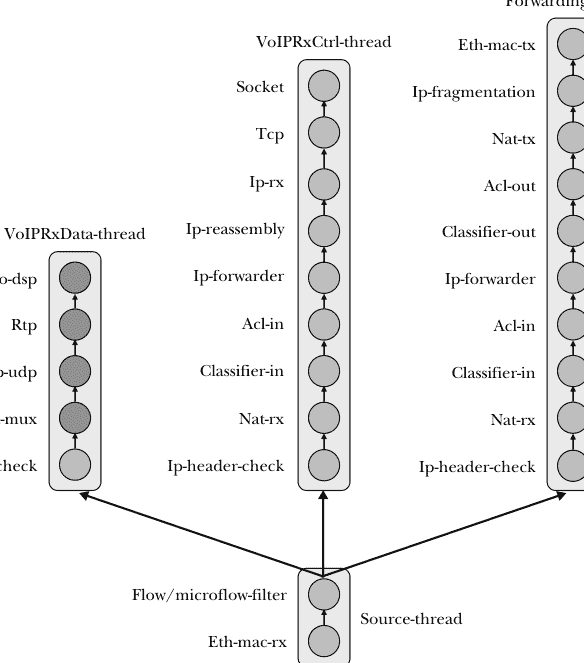 Forwarding
VoIPRxCtrl-thread
Eth-mac-tx
Socket
Ip-fragmentation
Tcp
Nat-tx
Ip-rx
Acl-out
VoIPRxData-thread
Ip-reassembly
Classifier-out
o-dsp
Ip-forwarder
Ip-forwarder
Rtp
Acl-in
Acl-in
-udp
Classifier-in
Classifier-in
-mux
Nat-rx
Nat-rx
check
Ip-header-check
Ip-header-check
Flow/microflow-filter
Source-thread
Eth-mac-rx